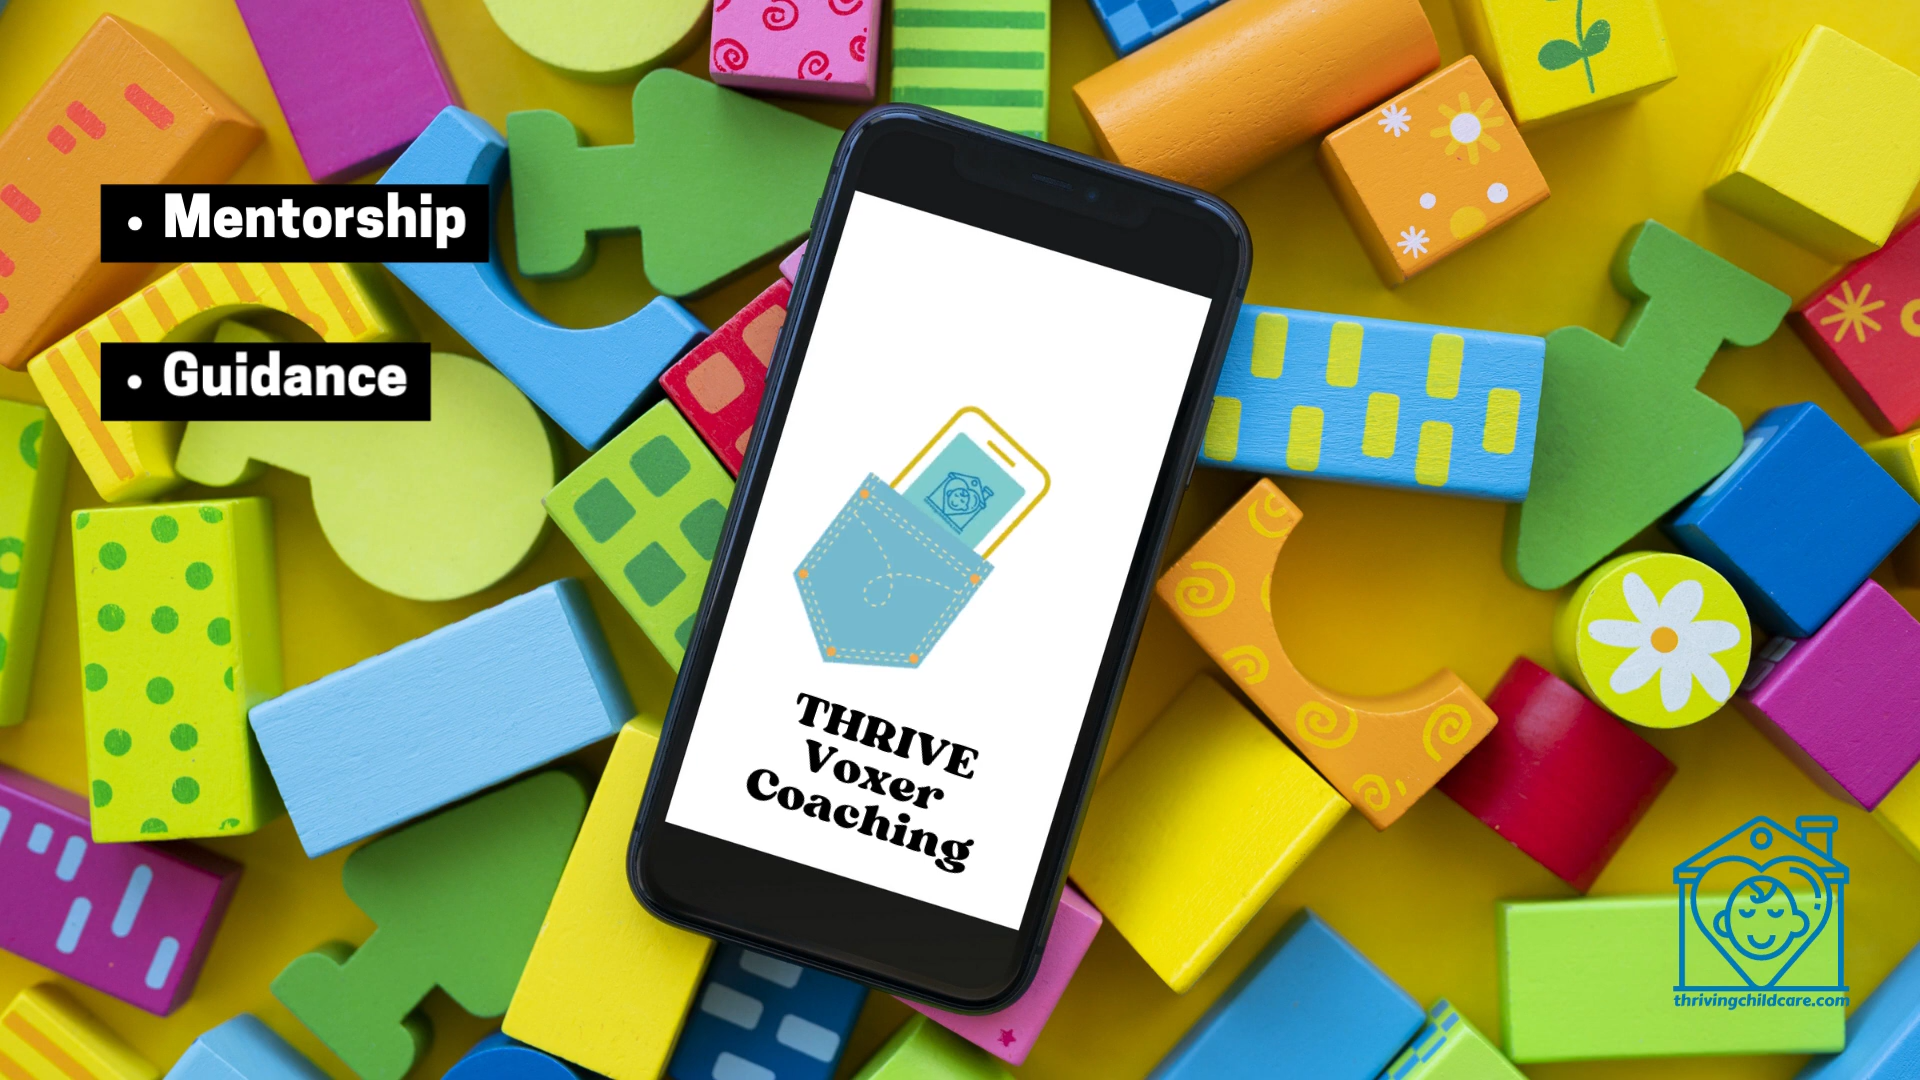 • Mentorship
• Guidance
THRIVE
Voxer
Coaching
thrivingchildcare.com